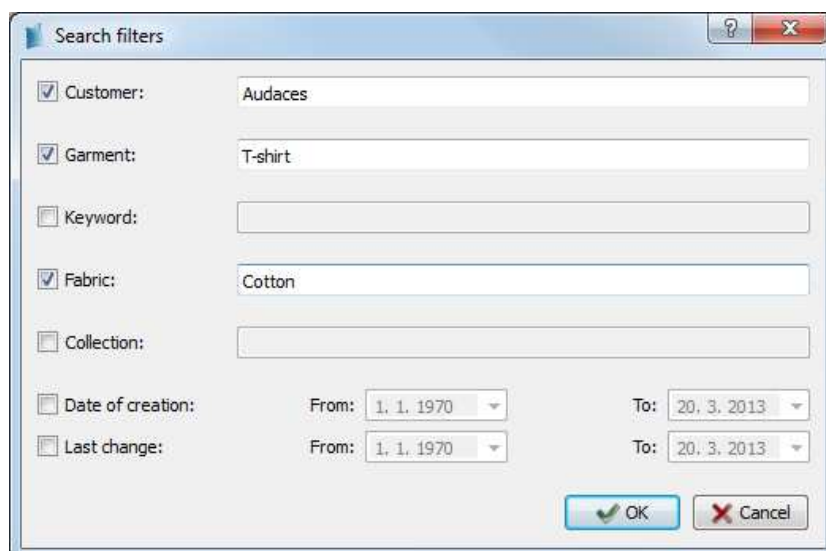 Search filters
Customer: Audaces
Garment: T-shirt
Keyword:
Fabric: Cotton
Collection:
Date of creation: From: 1. 1. 1970 To: 20. 3. 2013
Last change: From: 1. 1. 1970 To: 20. 3. 2013
OK Cancel